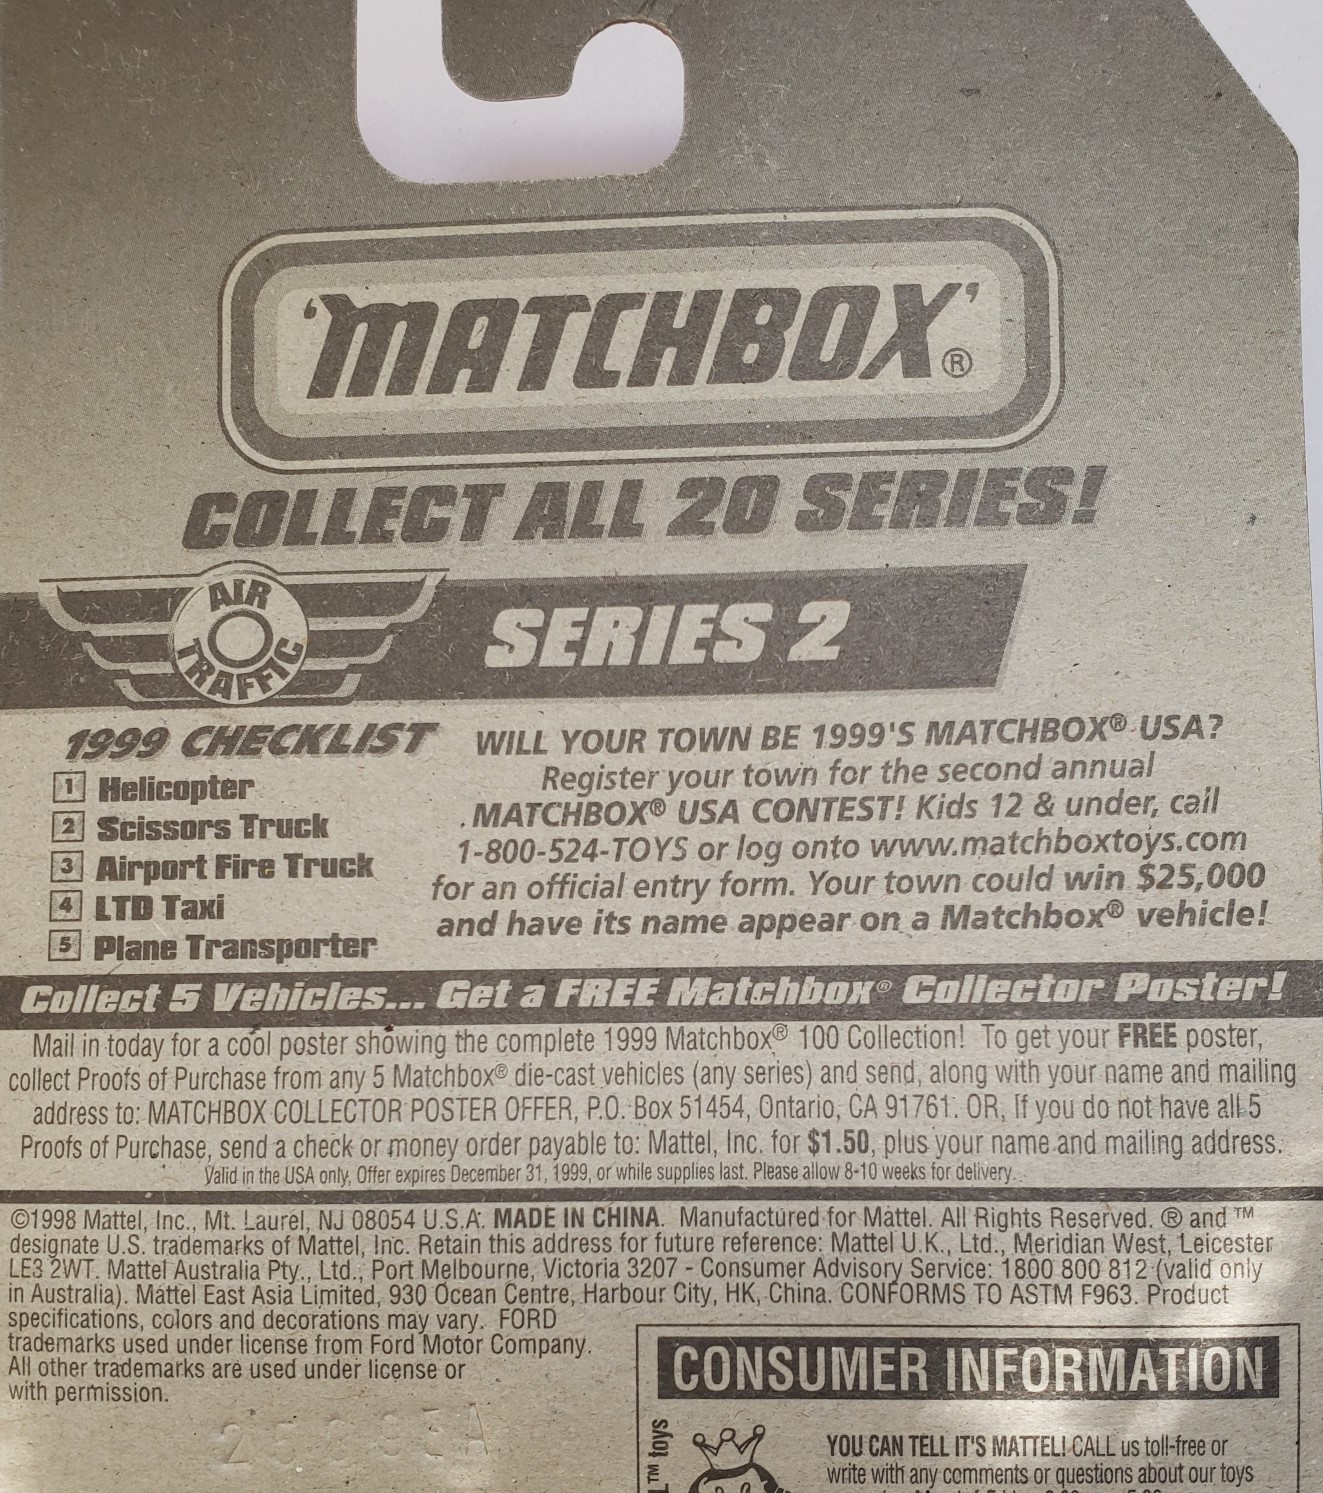 'MATCHBOX'®
COLLECT ALL 20 SERIES!
AIR TRAFFIC
SERIES 2
1999 CHECKLIST
1 Helicopter
2 Scissors Truck
3 Airport Fire Truck
4 LTD Taxi
5 Plane Transporter
WILL YOUR TOWN BE 1999'S MATCHBOX® USA?
Register your town for the second annual
MATCHBOX® USA CONTEST! Kids 12 & under, call
1-800-524-TOYS or log onto www.matchboxtoys.com
for an official entry form. Your town could win $25,000
and have its name appear on a Matchbox® vehicle!
Collect 5 Vehicles... Get a FREE Matchbox® Collector Poster!
Mail in today for a cool poster showing the complete 1999 Matchbox® 100 Collection! To get your FREE poster,
collect Proofs of Purchase from any 5 Matchbox® die-cast vehicles (any series) and send, along with your name and mailing
address to: MATCHBOX COLLECTOR POSTER OFFER, P.O. Box 51454, Ontario, CA 91761. OR, If you do not have all 5
Proofs of Purchase, send a check or money order payable to: Mattel, Inc. for $1.50, plus your name and mailing address.
Valid in the USA only, Offer expires December 31, 1999, or while supplies last. Please allow 8-10 weeks for delivery.
©1998 Mattel, Inc., Mt. Laurel, NJ 08054 U.S.A. MADE IN CHINA. Manufactured for Mattel. All Rights Reserved. ® and ™
designate U.S. trademarks of Mattel, Inc. Retain this address for future reference: Mattel U.K., Ltd., Meridian West, Leicester
LE3 2WT. Mattel Australia Pty., Ltd., Port Melbourne, Victoria 3207 - Consumer Advisory Service: 1800 800 812 (valid only
in Australia). Mattel East Asia Limited, 930 Ocean Centre, Harbour City, HK, China. CONFORMS TO ASTM F963. Product
specifications, colors and decorations may vary. FORD
trademarks used under license from Ford Motor Company.
All other trademarks are used under license or
with permission.
CONSUMER INFORMATION
L™ toys
YOU CAN TELL IT'S MATTEL! CALL us toll-free or
write with any comments or questions about our toys